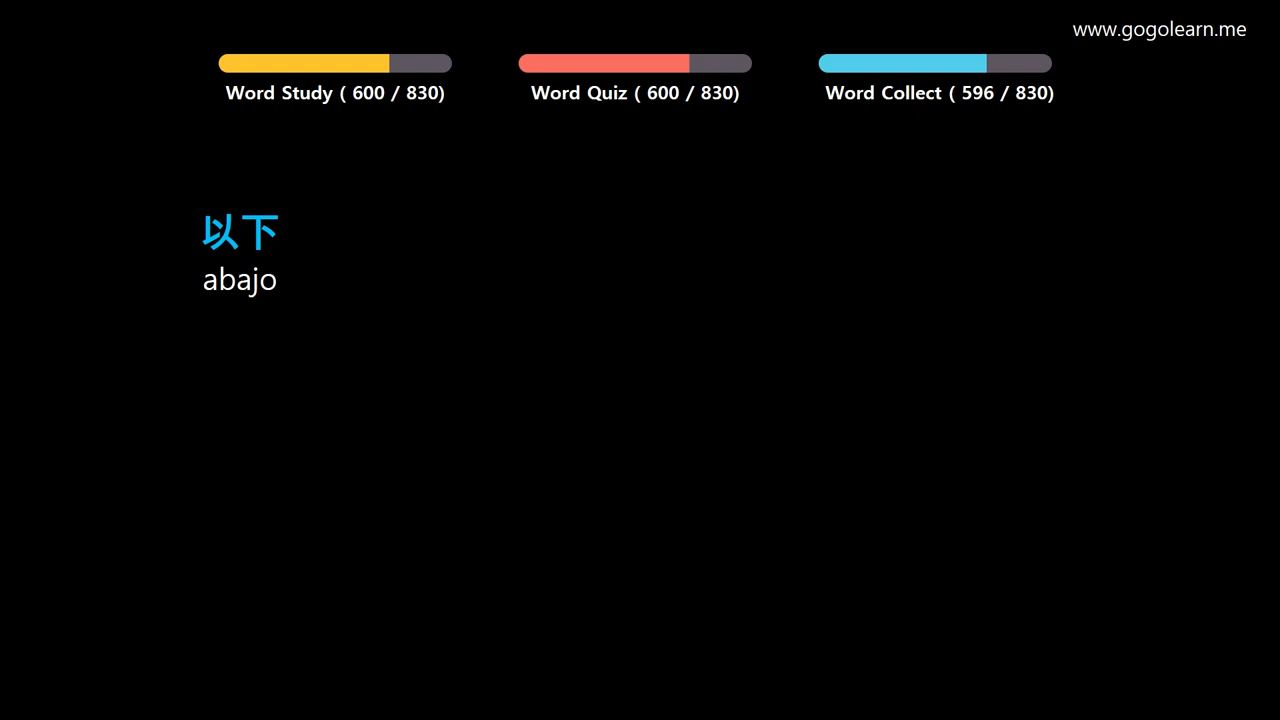 www.gogolearn.me
Word Study ( 600 / 830)
Word Quiz ( 600 / 830)
Word Collect ( 596 / 830)
以下
abajo